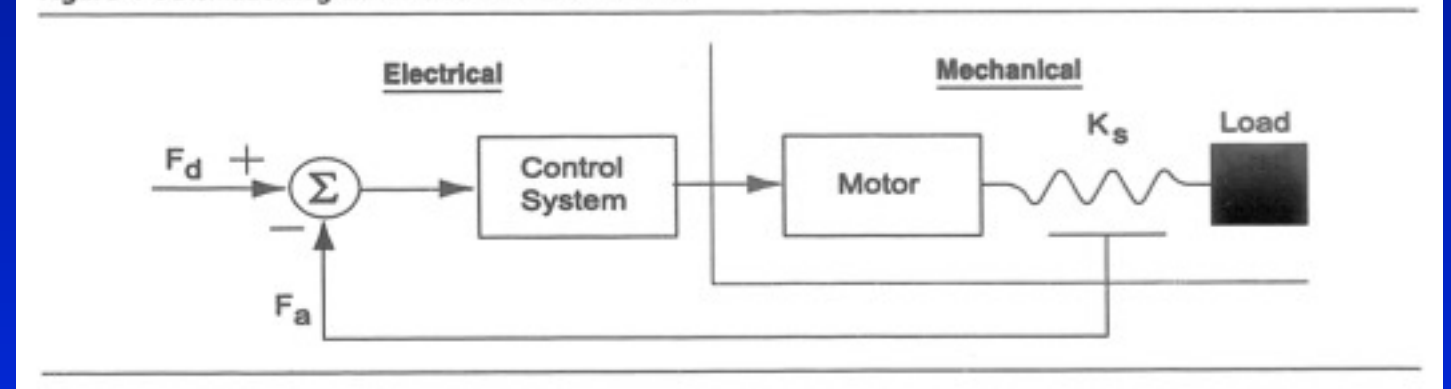 Electrical
Mechanical
Fd +
Σ
−
Control
System
Motor
Ks
Load
Fa